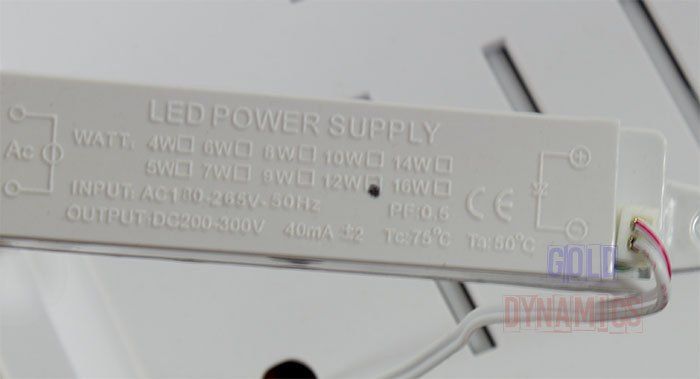 LED POWER SUPPLY
WATT. 4W□ 6W□ 8W□ 10W□ 14W□
5W□ 7W□ 9W□ 12W□ 16W□
Ac
INPUT: AC180-265V-50Hz PF:0.5 CE
OUTPUT:DC200-300V 40mA ±2 Tc:75°C Ta:50°C
GOLD
DYNAMICS